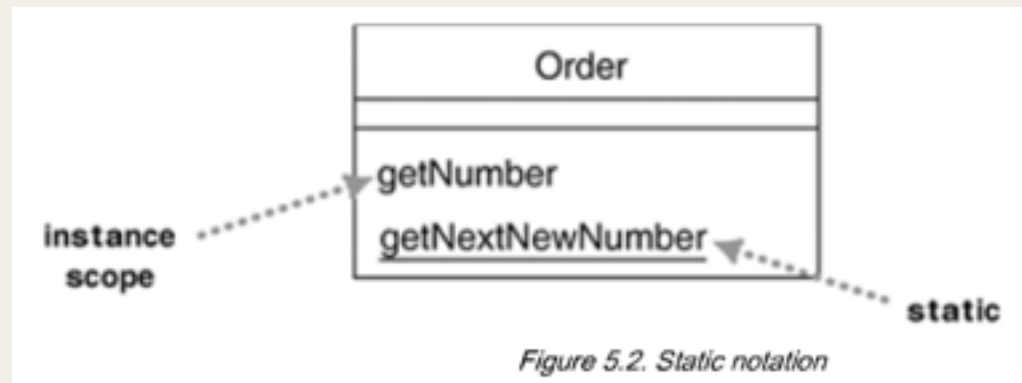 Order
getNumber
instance
scope
getNextNewNumber
static
Figure 5.2. Static notation